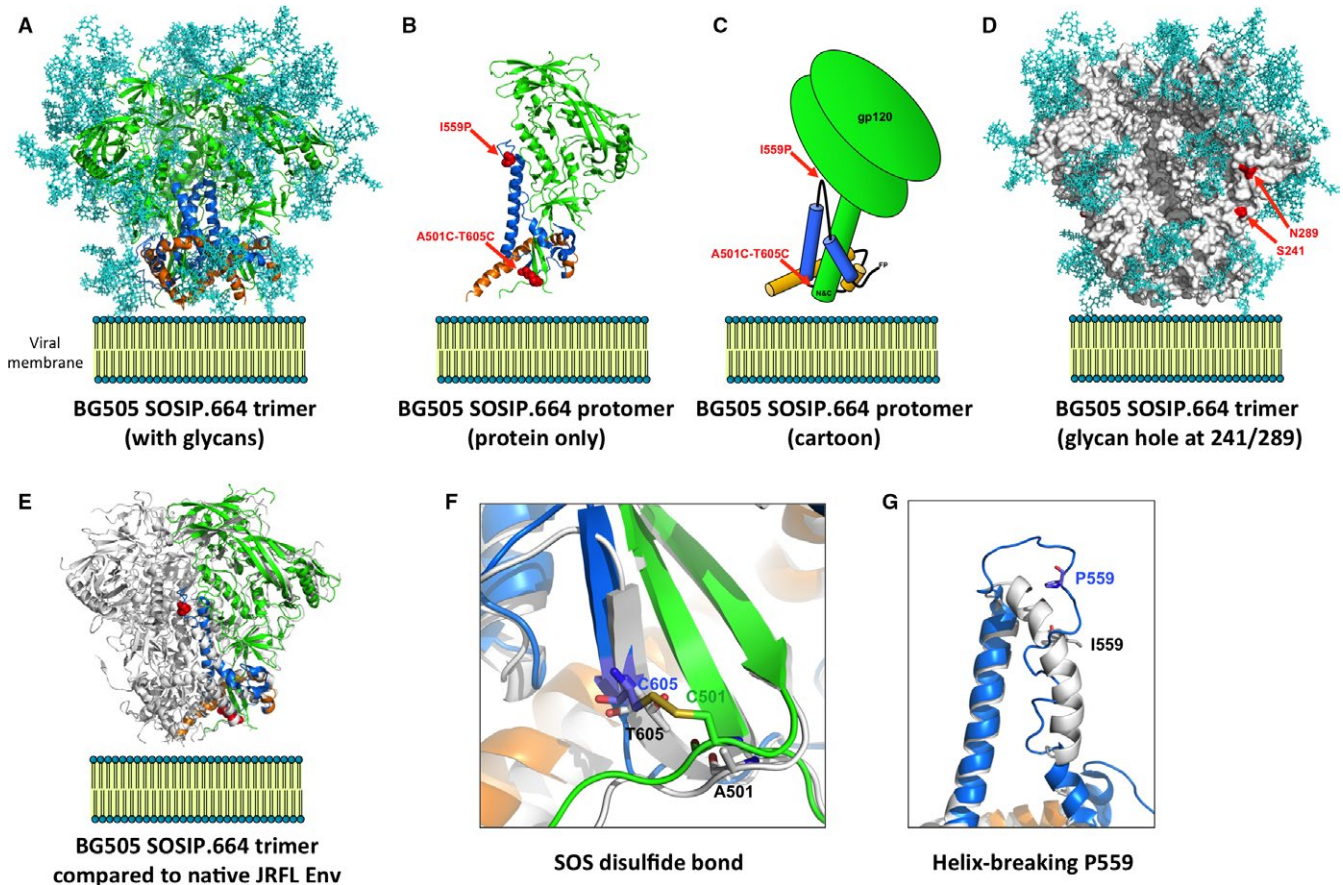 A
B
C
D
I559P
A501C-T605C
gp120
I559P
A501C-T605C
N&C
FP
N289
S241
Viral
membrane
BG505 SOSIP.664 trimer
(with glycans)
BG505 SOSIP.664 protomer
(protein only)
BG505 SOSIP.664 protomer
(cartoon)
BG505 SOSIP.664 trimer
(glycan hole at 241/289)
E
F
G
C605
C501
T605
A501
P559
I559
BG505 SOSIP.664 trimer
compared to native JRFL Env
SOS disulfide bond
Helix-breaking P559